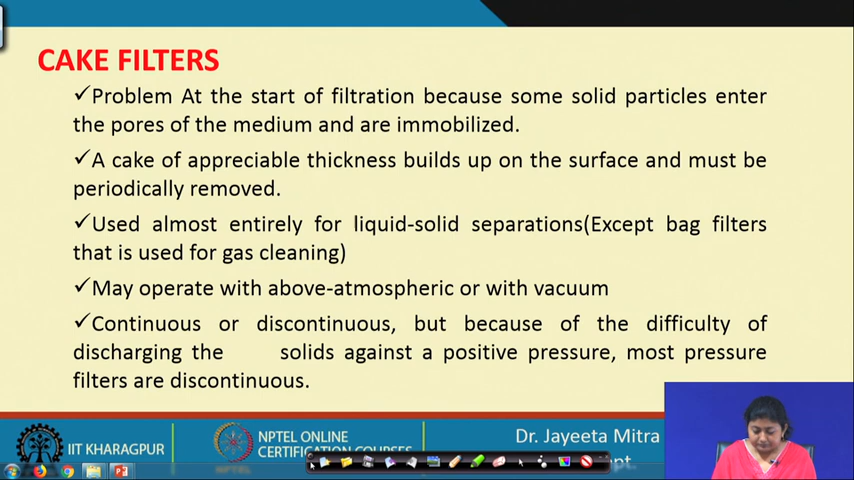 CAKE FILTERS
✓Problem At the start of filtration because some solid particles enter
the pores of the medium and are immobilized.
✓A cake of appreciable thickness builds up on the surface and must be
periodically removed.
✓Used almost entirely for liquid-solid separations(Except bag filters
that is used for gas cleaning)
✓May operate with above-atmospheric or with vacuum
✓Continuous or discontinuous, but because of the difficulty of
discharging the solids against a positive pressure, most pressure
filters are discontinuous.
IIT KHARAGPUR
NPTEL ONLINE
CERTIFICATION COURSES
Dr. Jayeeta Mitra